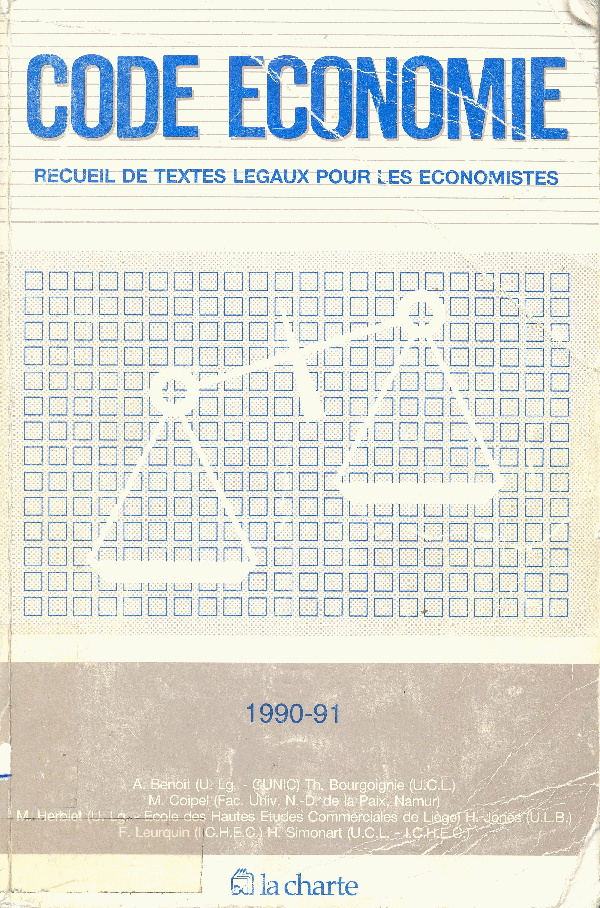 CODE ECONOMIE
RECUEIL DE TEXTES LEGAUX POUR LES ECONOMISTES
1990-91
A. Benoit (U. Lg. - CUNIC) Th. Bourgoignie (U.C.L.)
M. Coipel (Fac. Univ. N.-D. de la Paix, Namur)
M. Herblet (U. Lg. - Ecole des Hautes Etudes Commerciales de Liège) H. Jones (U.L.B.)
F. Leurquin (I.C.H.E.C.) H. Simonart (U.C.L. - I.C.H.E.C.)
la charte